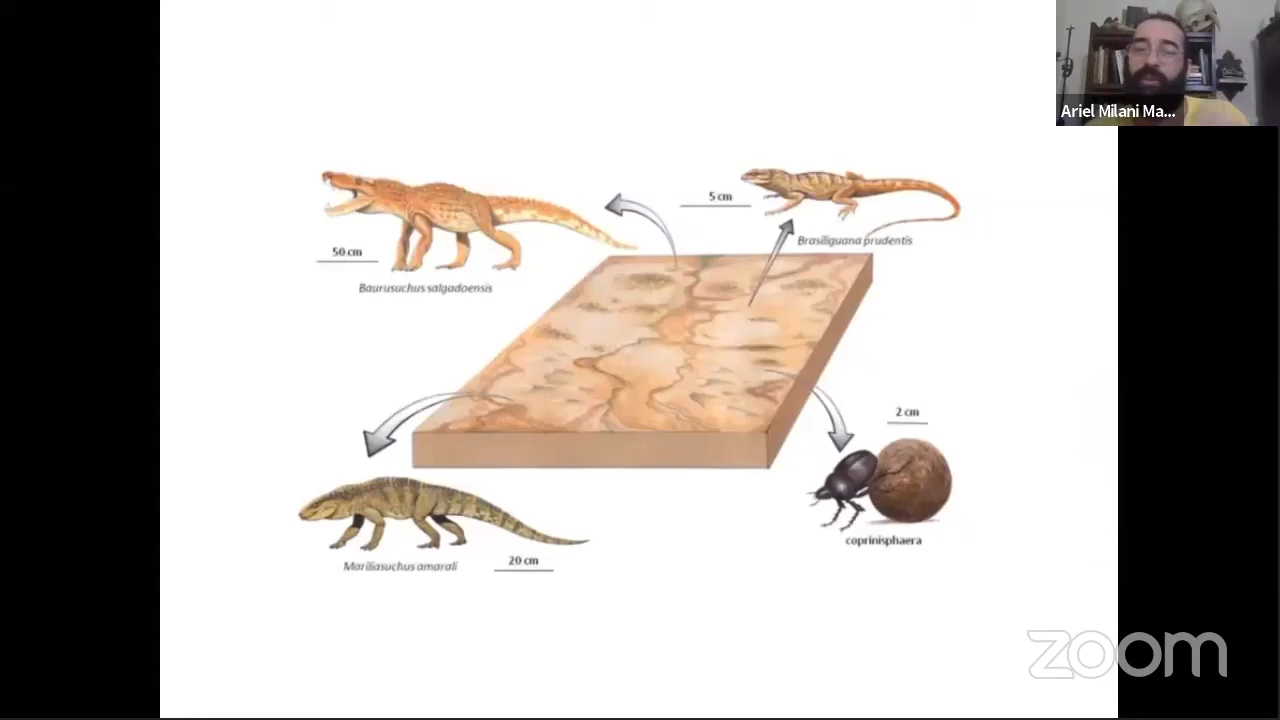 Ariel Milani Ma...
5 cm
Brasiliguana prudentis
50 cm
Baurusuchus salgadoensis
2 cm
coprinisphaera
Mariliasuchus amarali
20 cm
zoom